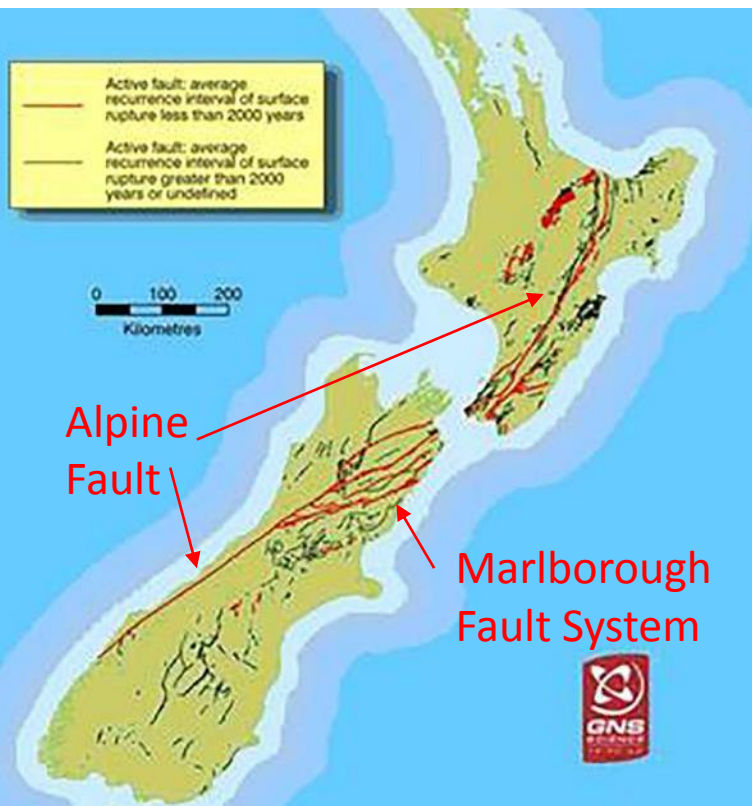 Active fault: average
recurrence interval of surface
rupture less than 2000 years
Active fault: average
recurrence interval of surface
rupture greater than 2000
years or undefined
0 100 200
Kilometres
Alpine
Fault
Marlborough
Fault System
GNS
SCIENCE